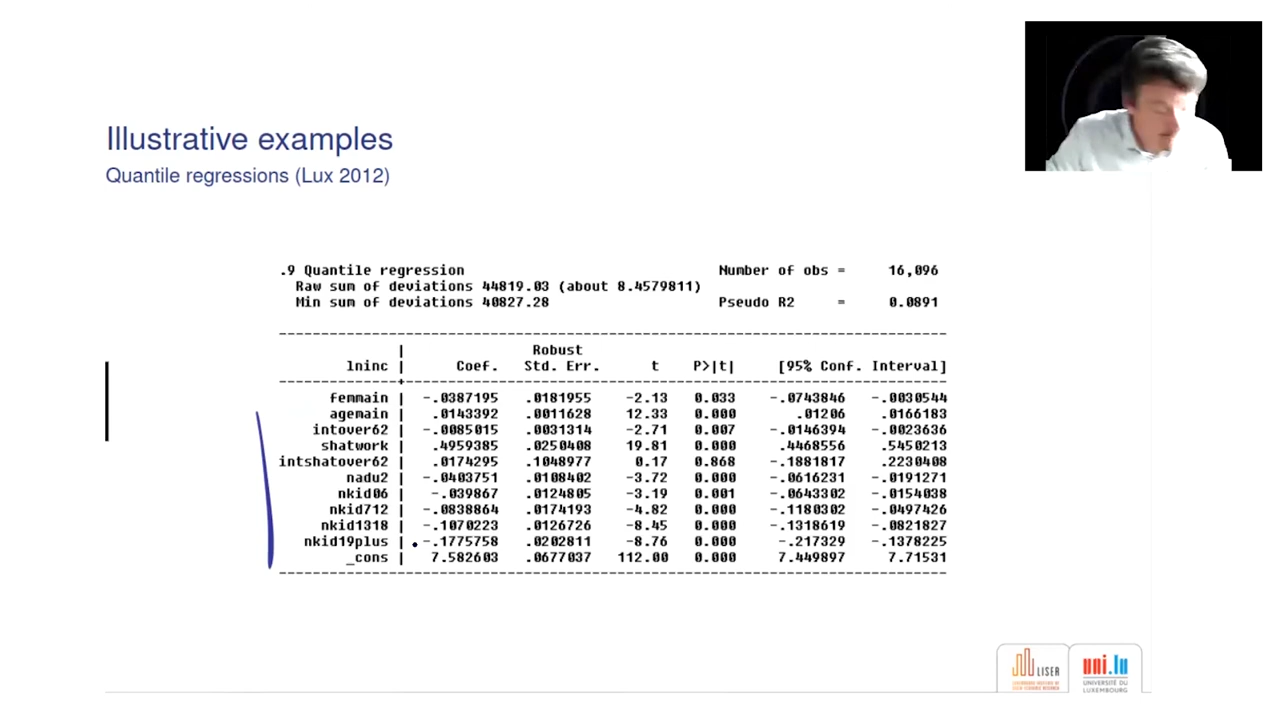 Illustrative examples
Quantile regressions (Lux 2012)
.9 Quantile regression Number of obs = 16,096
Raw sum of deviations 44819.03 (about 8.4579811)
Min sum of deviations 40827.28 Pseudo R2 = 0.0891
| Robust
lninc | Coef. Std. Err. t P>|t| [95% Conf. Interval]
femmain | -.0387195 .0181955 -2.13 0.033 -.0743846 -.0030544
agemain | .0143392 .0011628 12.33 0.000 .01206 .0166183
intover62 | -.0085015 .0031314 -2.71 0.007 -.0146394 -.0023636
shatwork | .4959385 .0250408 19.81 0.000 .4468556 .5450213
intshatover62 | .0174295 .1048977 0.17 0.868 -.1881817 .2230408
nadu2 | -.0403751 .0108402 -3.72 0.000 -.0616231 -.0191271
nkid06 | -.039867 .0124805 -3.19 0.001 -.0643302 -.0154038
nkid712 | -.0838864 .0174193 -4.82 0.000 -.1180302 -.0497426
nkid1318 | -.1070223 .0126726 -8.45 0.000 -.1318619 -.0821827
nkid19plus | -.1775758 .0202811 -8.76 0.000 -.217329 -.1378225
_cons | 7.582603 .0677037 112.00 0.000 7.449897 7.71531
LISER
uni.lu
UNIVERSITÉ DU
LUXEMBOURG